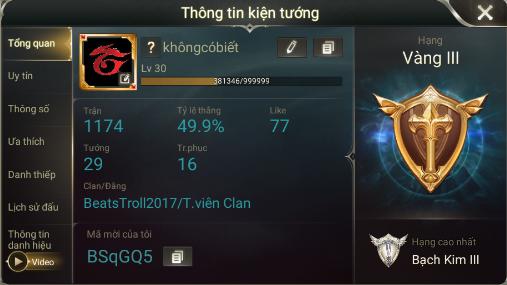 Thông tin kiện tướng
Tổng quan
Uy tín
Thông số
Ưa thích
Danh thiếp
Lịch sử đấu
Thông tin
danh hiệu
Video
? khôngcóbiết
Lv 30
381346/999999
Trận
1174
Tỷ lệ thắng
49.9%
Like
77
Tướng
29
Tr.phục
16
Clan/Đảng
BeatsTroll2017/T.viên Clan
Mã mời của tôi
BSqGQ5
Hạng
Vàng III
Hạng cao nhất
Bạch Kim III